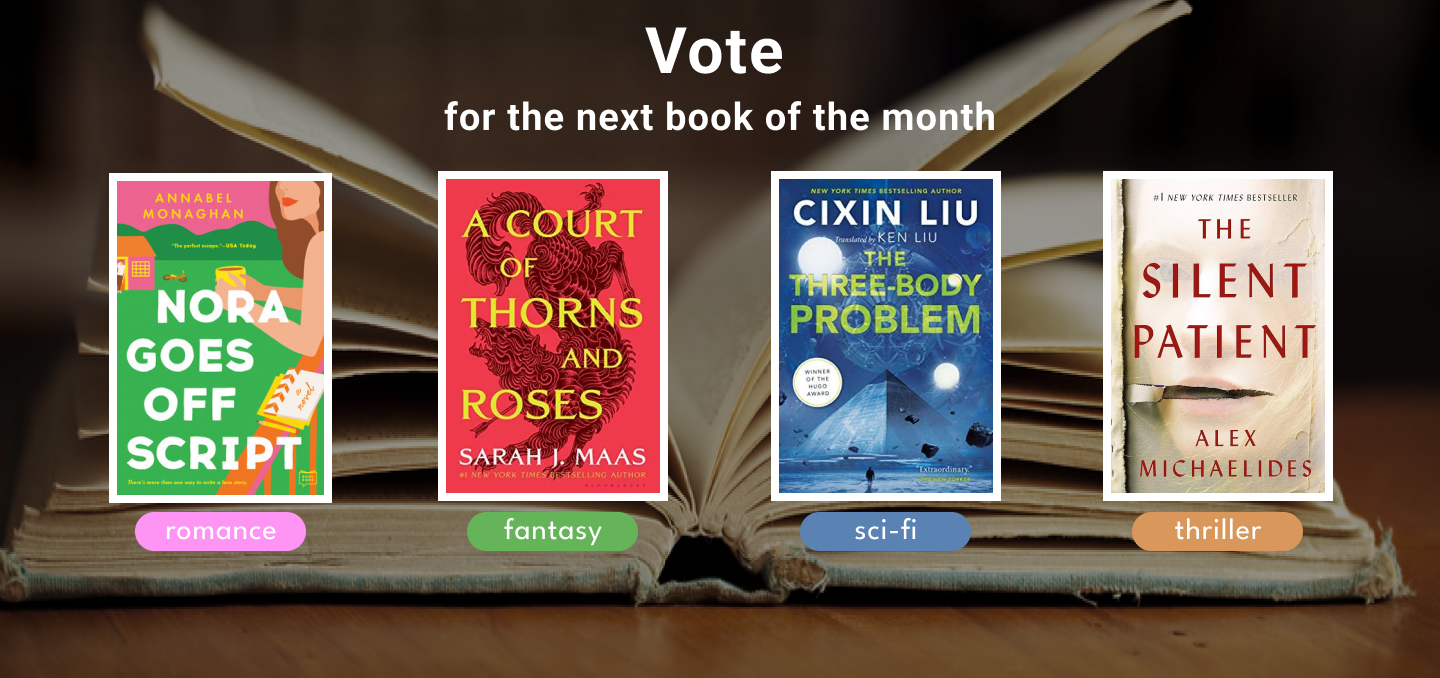 Vote
for the next book of the month
ANNABEL
MONAGHAN
"The perfect escape."—USA Today
NORA
GOES
OFF
SCRIPT
a
novel
There's more than one way to write a love story.
romance
A COURT
OF
THORNS
AND
ROSES
SARAH J. MAAS
#1 NEW YORK TIMES BESTSELLING AUTHOR
BLOOMSBURY
fantasy
NEW YORK TIMES BESTSELLING AUTHOR
CIXIN LIU
Translated by KEN LIU
THE
THREE-BODY
PROBLEM
WINNER
OF THE
HUGO
AWARD
"Extraordinary."
—THE NEW YORKER
sci-fi
#1 NEW YORK TIMES BESTSELLER
THE
SILENT
PATIENT
ALEX
MICHAELIDES
thriller